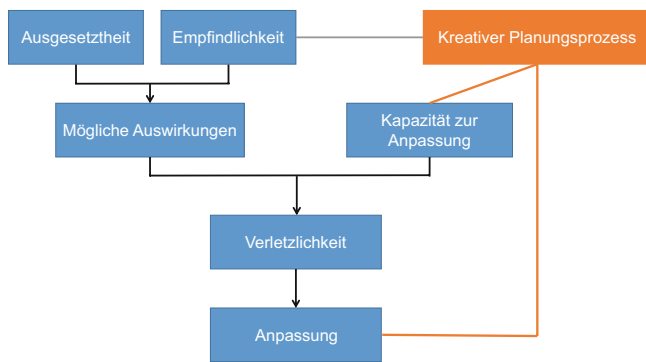 Ausgesetztheit
Empfindlichkeit
Kreativer Planungsprozess
Mögliche Auswirkungen
Kapazität zur
Anpassung
Verletzlichkeit
Anpassung